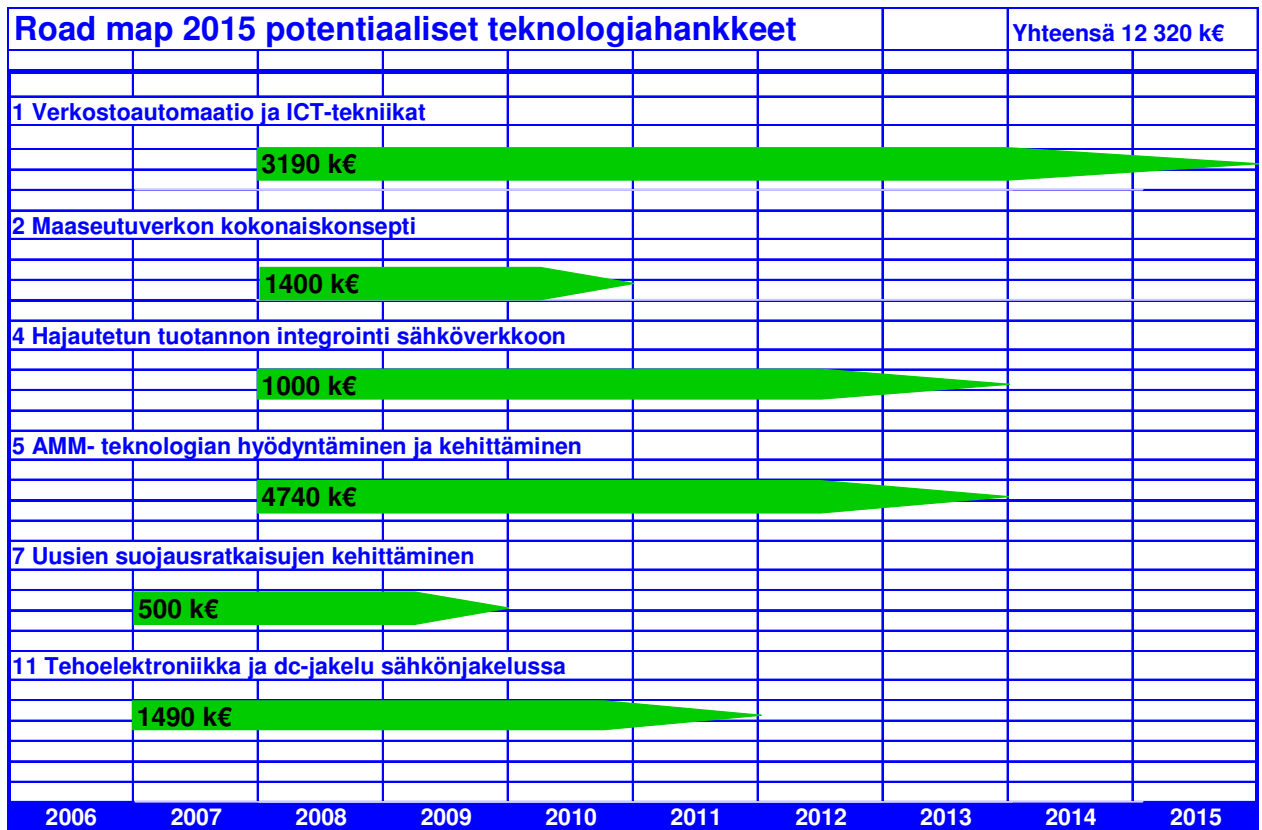 Road map 2015 potentiaaliset teknologiahankkeet
Yhteensä 12 320 k€
1 Verkostoautomaatio ja ICT-tekniikat
3190 k€
2 Maaseutuverkon kokonaiskonsepti
1400 k€
4 Hajautetun tuotannon integrointi sähköverkkoon
1000 k€
5 AMM- teknologian hyödyntäminen ja kehittäminen
4740 k€
7 Uusien suojausratkaisujen kehittäminen
500 k€
11 Tehoelektroniikka ja dc-jakelu sähkönjakelussa
1490 k€
2006 2007 2008 2009 2010 2011 2012 2013 2014 2015